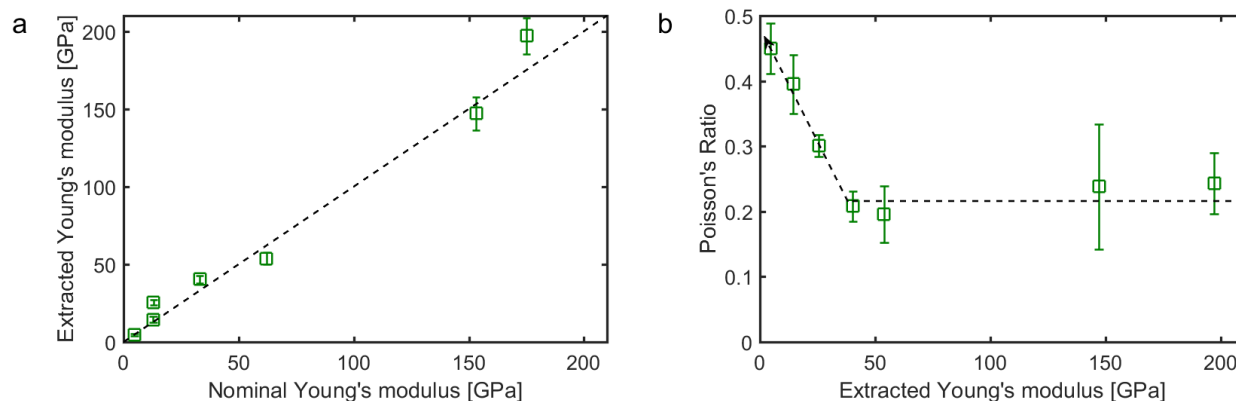 a
Extracted Young's modulus [GPa]
200
150
100
50
0
0 50 100 150 200
Nominal Young's modulus [GPa]
b
Poisson's Ratio
0.5
0.4
0.3
0.2
0.1
0
0 50 100 150 200
Extracted Young's modulus [GPa]